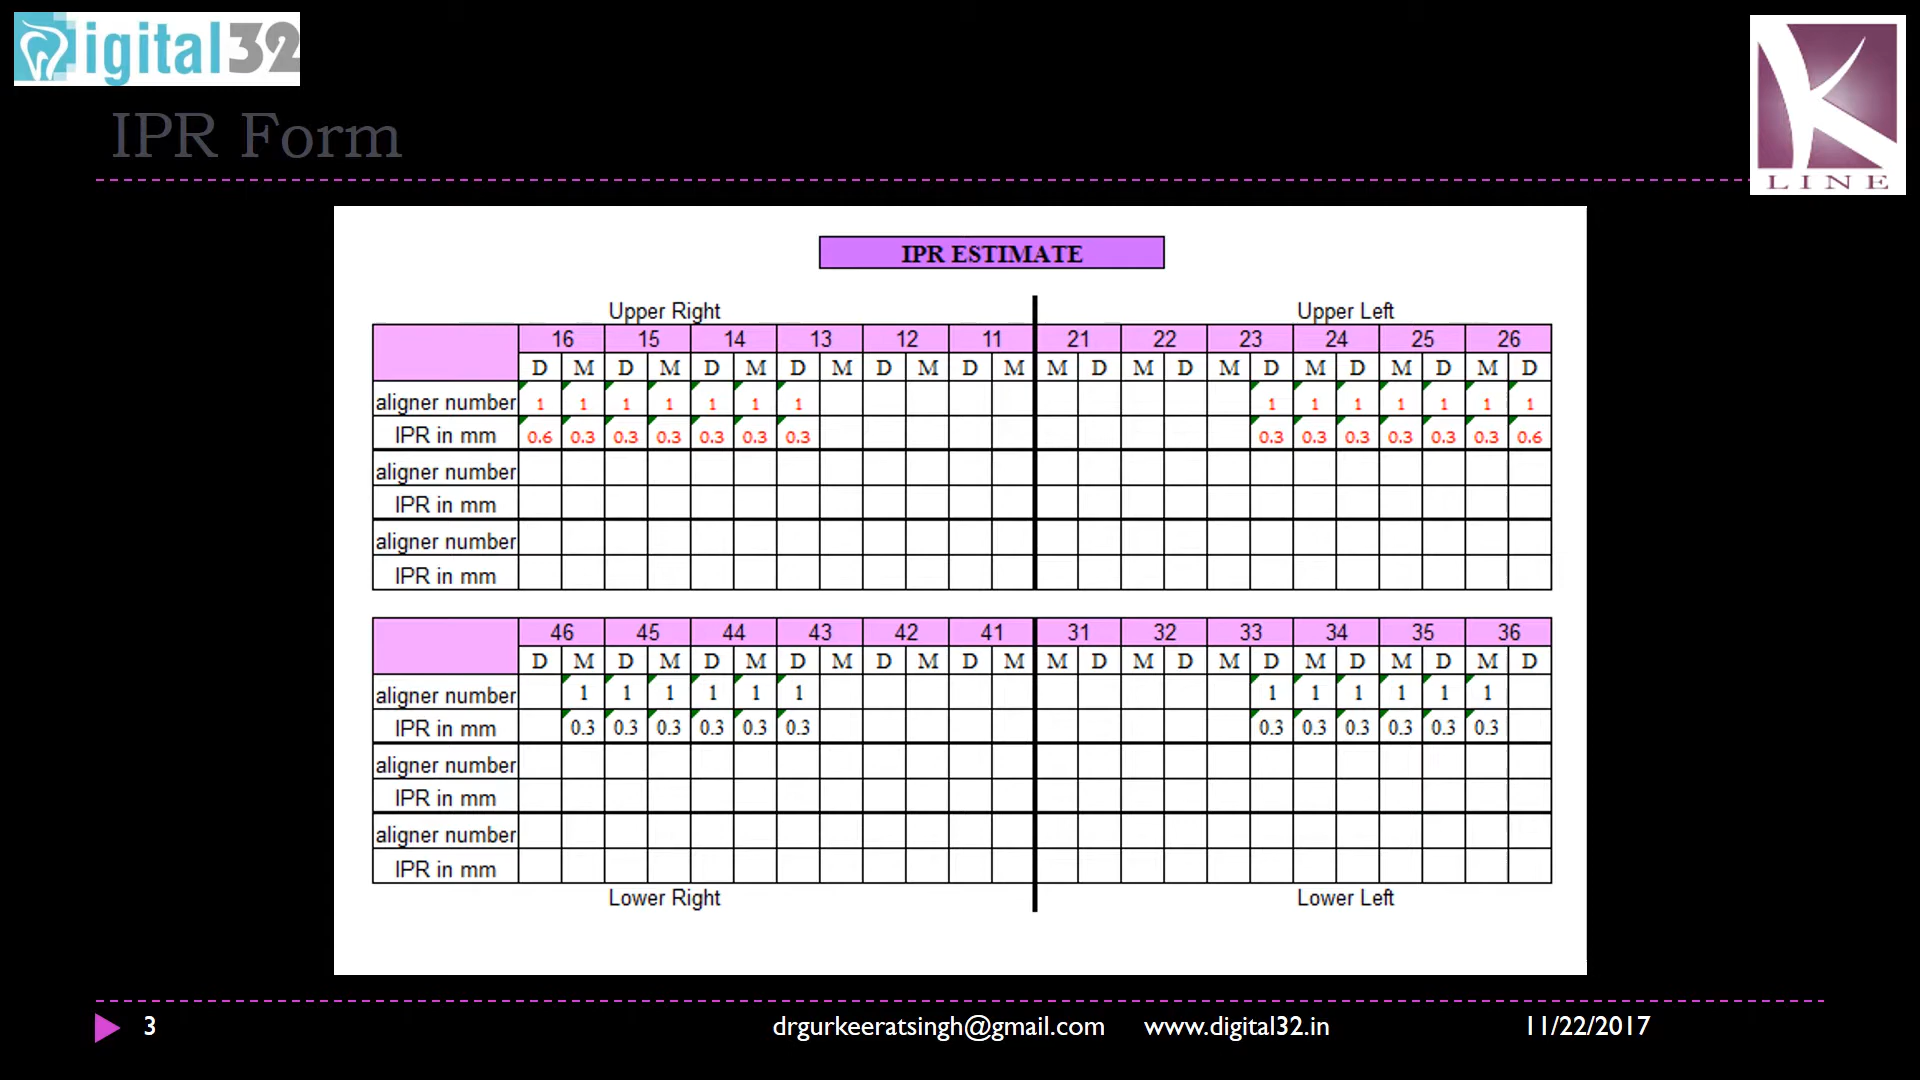 igital32
IPR Form
LINE
IPR ESTIMATE
Upper Right Upper Left
16 15 14 13 12 11 21 22 23 24 25 26
D M D M D M D M D M D M M D M D M D M D M D M D
aligner number 1 1 1 1 1 1 1 1 1 1 1 1 1 1
IPR in mm 0.6 0.3 0.3 0.3 0.3 0.3 0.3 0.3 0.3 0.3 0.3 0.3 0.3 0.6
aligner number
IPR in mm
aligner number
IPR in mm
46 45 44 43 42 41 31 32 33 34 35 36
D M D M D M D M D M D M M D M D M D M D M D M D
aligner number 1 1 1 1 1 1 1 1 1 1 1 1
IPR in mm 0.3 0.3 0.3 0.3 0.3 0.3 0.3 0.3 0.3 0.3 0.3 0.3
aligner number
IPR in mm
aligner number
IPR in mm
Lower Right Lower Left
3 drgurkeeratsingh@gmail.com www.digital32.in 11/22/2017